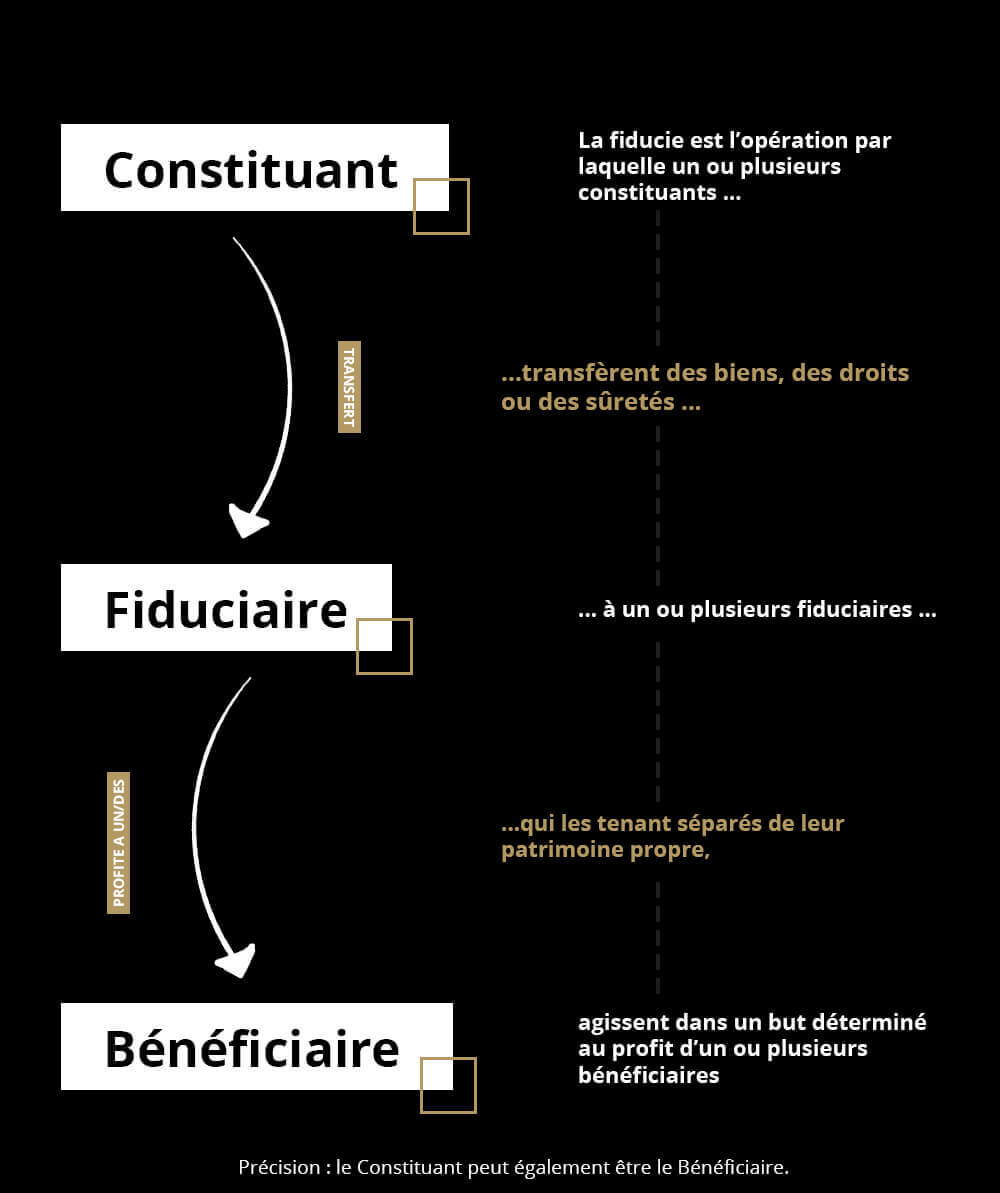 Constituant
La fiducie est l’opération par
laquelle un ou plusieurs
constituants ...
TRANSFERT
...transfèrent des biens, des droits
ou des sûretés ...
Fiduciaire
... à un ou plusieurs fiduciaires ...
PROFITE A UN/DES
...qui les tenant séparés de leur
patrimoine propre,
Bénéficiaire
agissent dans un but déterminé
au profit d’un ou plusieurs
bénéficiaires
Précision : le Constituant peut également être le Bénéficiaire.